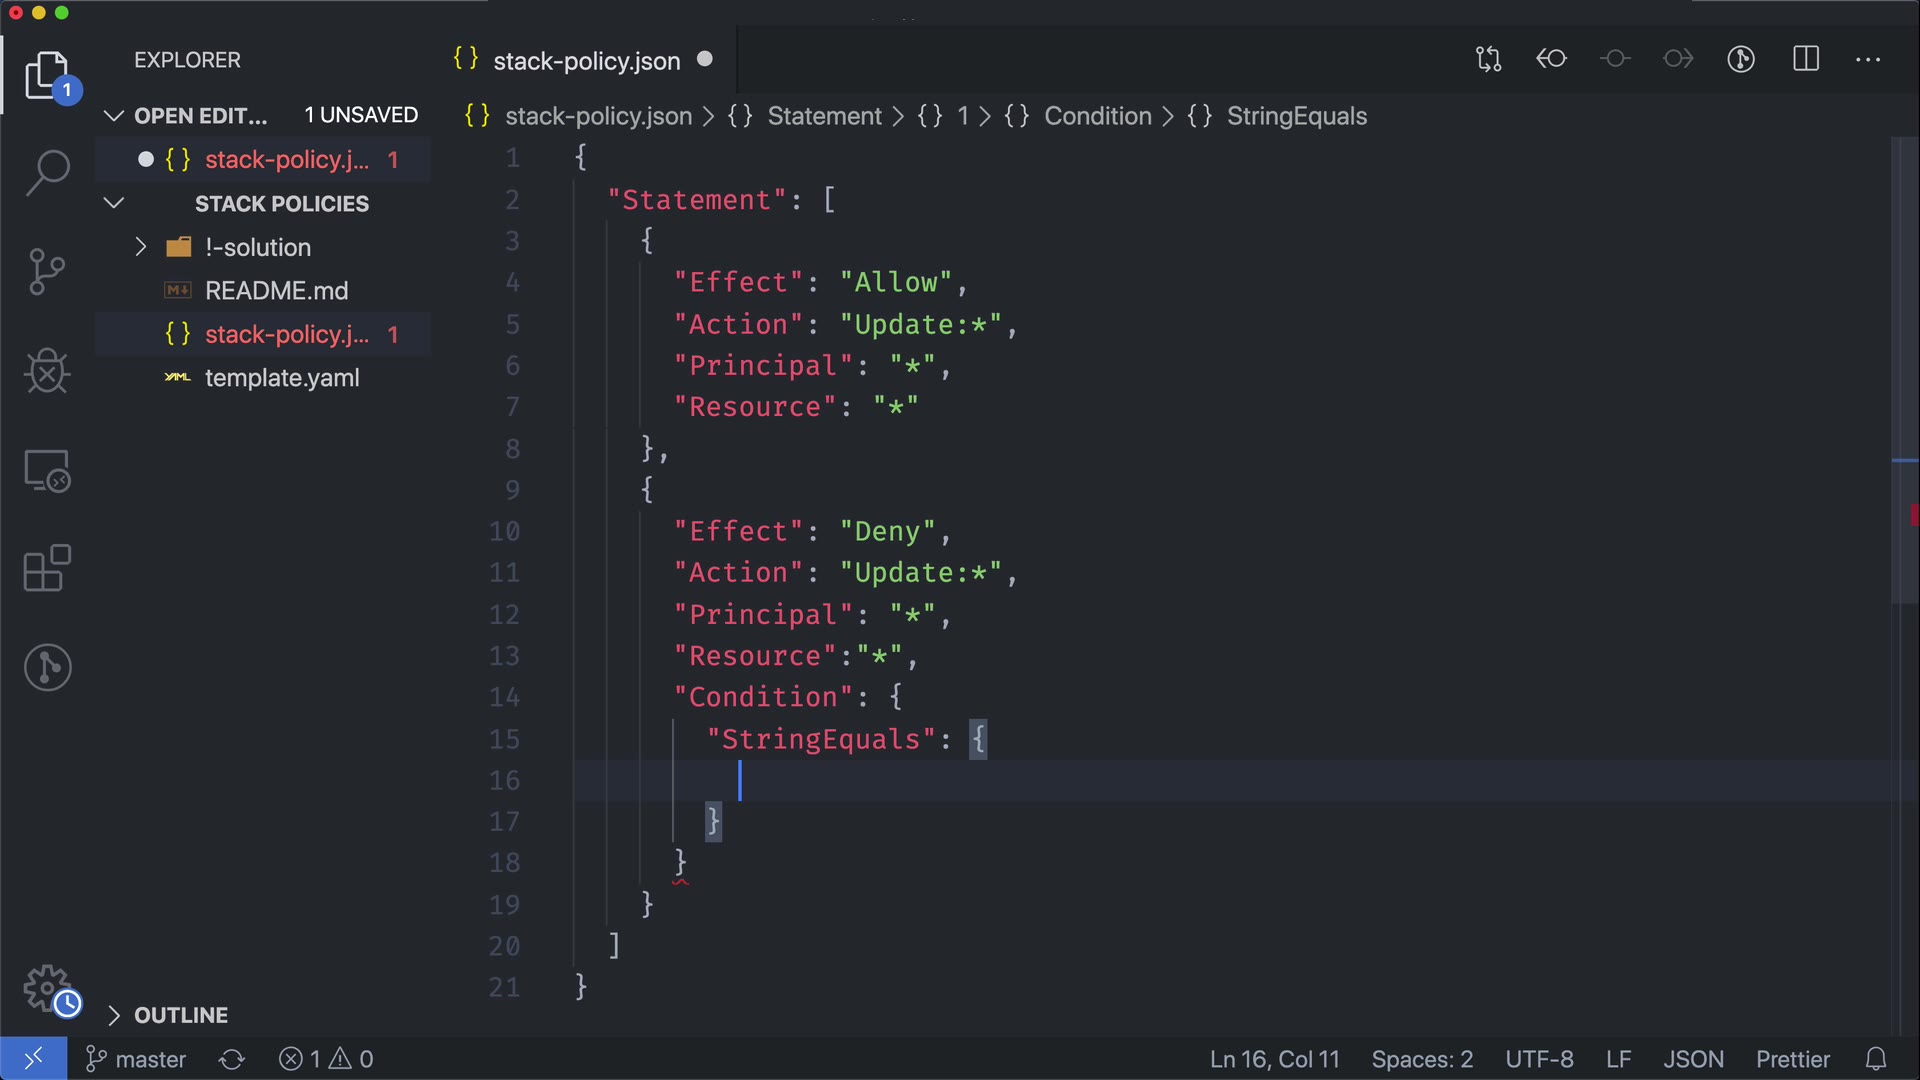 EXPLORER
OPEN EDIT... 1 UNSAVED
stack-policy.j... 1
STACK POLICIES
!-solution
README.md
stack-policy.j... 1
YAML template.yaml
OUTLINE
1
{} stack-policy.json
{} stack-policy.json > {} Statement > {} 1 > {} Condition > {} StringEquals
1 {
2 "Statement": [
3 {
4 "Effect": "Allow",
5 "Action": "Update:*",
6 "Principal": "*",
7 "Resource": "*"
8 },
9 {
10 "Effect": "Deny",
11 "Action": "Update:*",
12 "Principal": "*",
13 "Resource":"*",
14 "Condition": {
15 "StringEquals": {
16
17 }
18 }
19 }
20 ]
21 }
master 1 0 Ln 16, Col 11 Spaces: 2 UTF-8 LF JSON Prettier